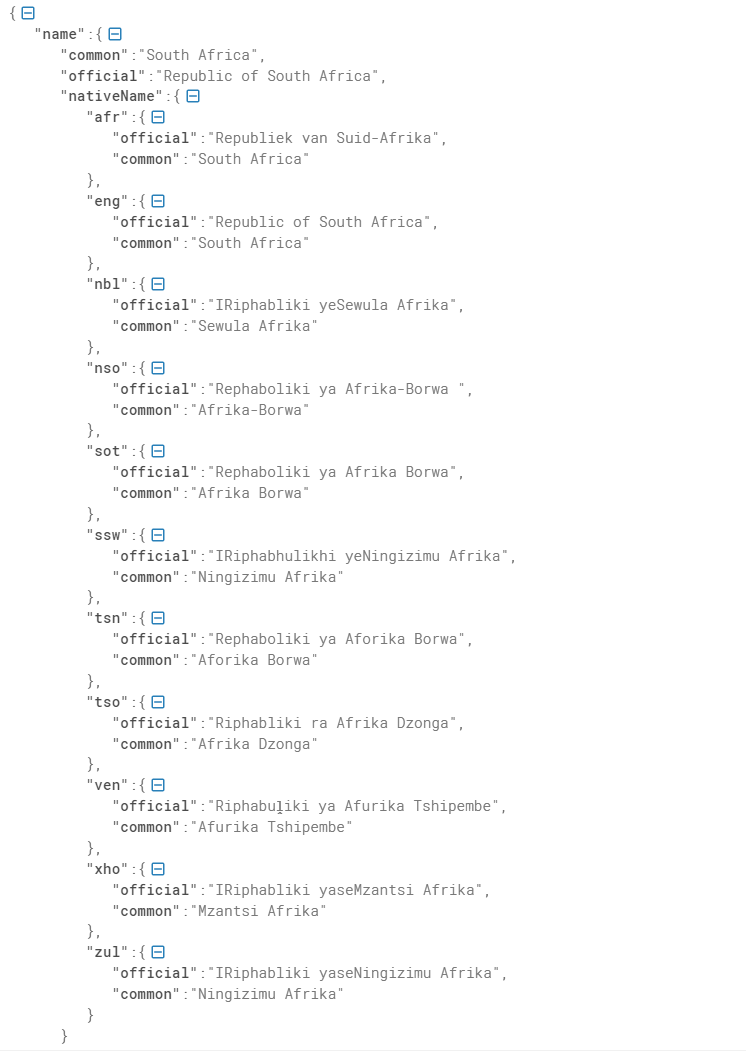 {
"name":{
"common":"South Africa",
"official":"Republic of South Africa",
"nativeName":{
"afr":{
"official":"Republiek van Suid-Afrika",
"common":"South Africa"
},
"eng":{
"official":"Republic of South Africa",
"common":"South Africa"
},
"nbl":{
"official":"IRiphabliki yeSewula Afrika",
"common":"Sewula Afrika"
},
"nso":{
"official":"Rephaboliki ya Afrika-Borwa ",
"common":"Afrika-Borwa"
},
"sot":{
"official":"Rephaboliki ya Afrika Borwa",
"common":"Afrika Borwa"
},
"ssw":{
"official":"IRiphabhulikhi yeNingizimu Afrika",
"common":"Ningizimu Afrika"
},
"tsn":{
"official":"Rephaboliki ya Aforika Borwa",
"common":"Aforika Borwa"
},
"tso":{
"official":"Riphabliki ra Afrika Dzonga",
"common":"Afrika Dzonga"
},
"ven":{
"official":"Riphabuḽiki ya Afurika Tshipembe",
"common":"Afurika Tshipembe"
},
"xho":{
"official":"IRiphabliki yaseMzantsi Afrika",
"common":"Mzantsi Afrika"
},
"zul":{
"official":"IRiphabliki yaseNingizimu Afrika",
"common":"Ningizimu Afrika"
}
}